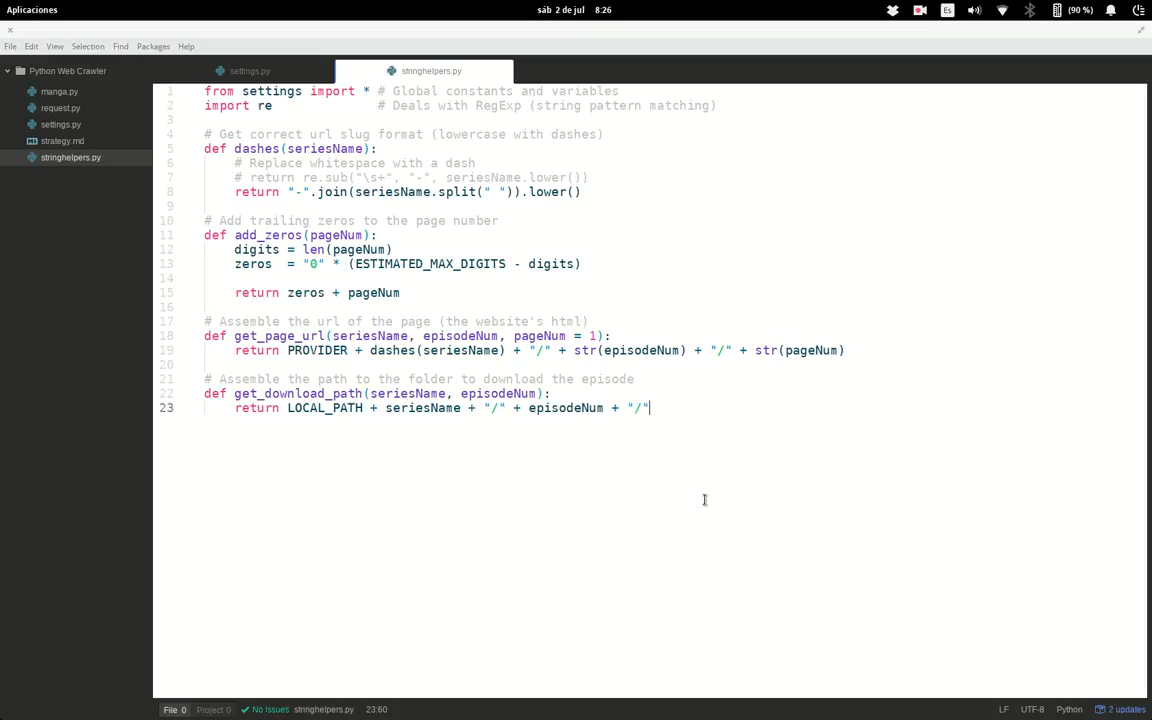 Aplicaciones
sáb 2 de jul 8:26
Es
(90 %)
File Edit View Selection Find Packages Help
Python Web Crawler
manga.py
request.py
settings.py
strategy.md
stringhelpers.py
settings.py
stringhelpers.py
1 from settings import * # Global constants and variables
2 import re # Deals with RegExp (string pattern matching)
3
4 # Get correct url slug format (lowercase with dashes)
5 def dashes(seriesName):
6 # Replace whitespace with a dash
7 # return re.sub("\s+", "-", seriesName.lower())
8 return "-".join(seriesName.split(" ")).lower()
9
10 # Add trailing zeros to the page number
11 def add_zeros(pageNum):
12 digits = len(pageNum)
13 zeros = "0" * (ESTIMATED_MAX_DIGITS - digits)
14
15 return zeros + pageNum
16
17 # Assemble the url of the page (the website's html)
18 def get_page_url(seriesName, episodeNum, pageNum = 1):
19 return PROVIDER + dashes(seriesName) + "/" + str(episodeNum) + "/" + str(pageNum)
20
21 # Assemble the path to the folder to download the episode
22 def get_download_path(seriesName, episodeNum):
23 return LOCAL_PATH + seriesName + "/" + episodeNum + "/"
File 0 Project 0 No Issues stringhelpers.py 23:60 LF UTF-8 Python 2 updates